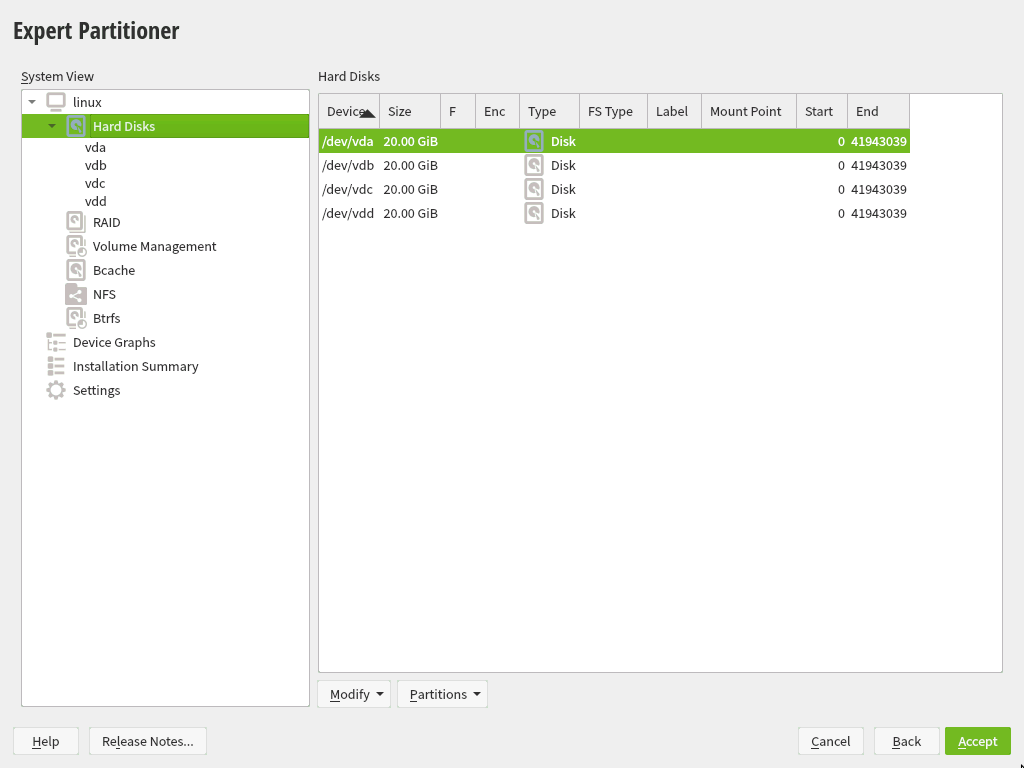 Expert Partitioner
System View
linux
Hard Disks
vda
vdb
vdc
vdd
RAID
Volume Management
Bcache
NFS
Btrfs
Device Graphs
Installation Summary
Settings
Hard Disks
Device Size F Enc Type FS Type Label Mount Point Start End
/dev/vda 20.00 GiB Disk 0 41943039
/dev/vdb 20.00 GiB Disk 0 41943039
/dev/vdc 20.00 GiB Disk 0 41943039
/dev/vdd 20.00 GiB Disk 0 41943039
Modify Partitions
Help Release Notes... Cancel Back Accept